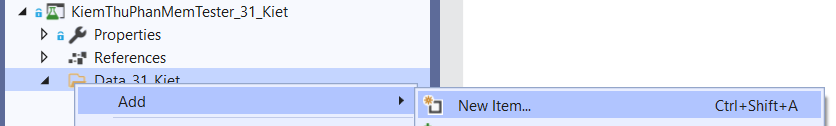 KiemThuPhanMemTester_31_Kiet
Properties
References
Data_31_Kiet
Add
New Item... Ctrl+Shift+A